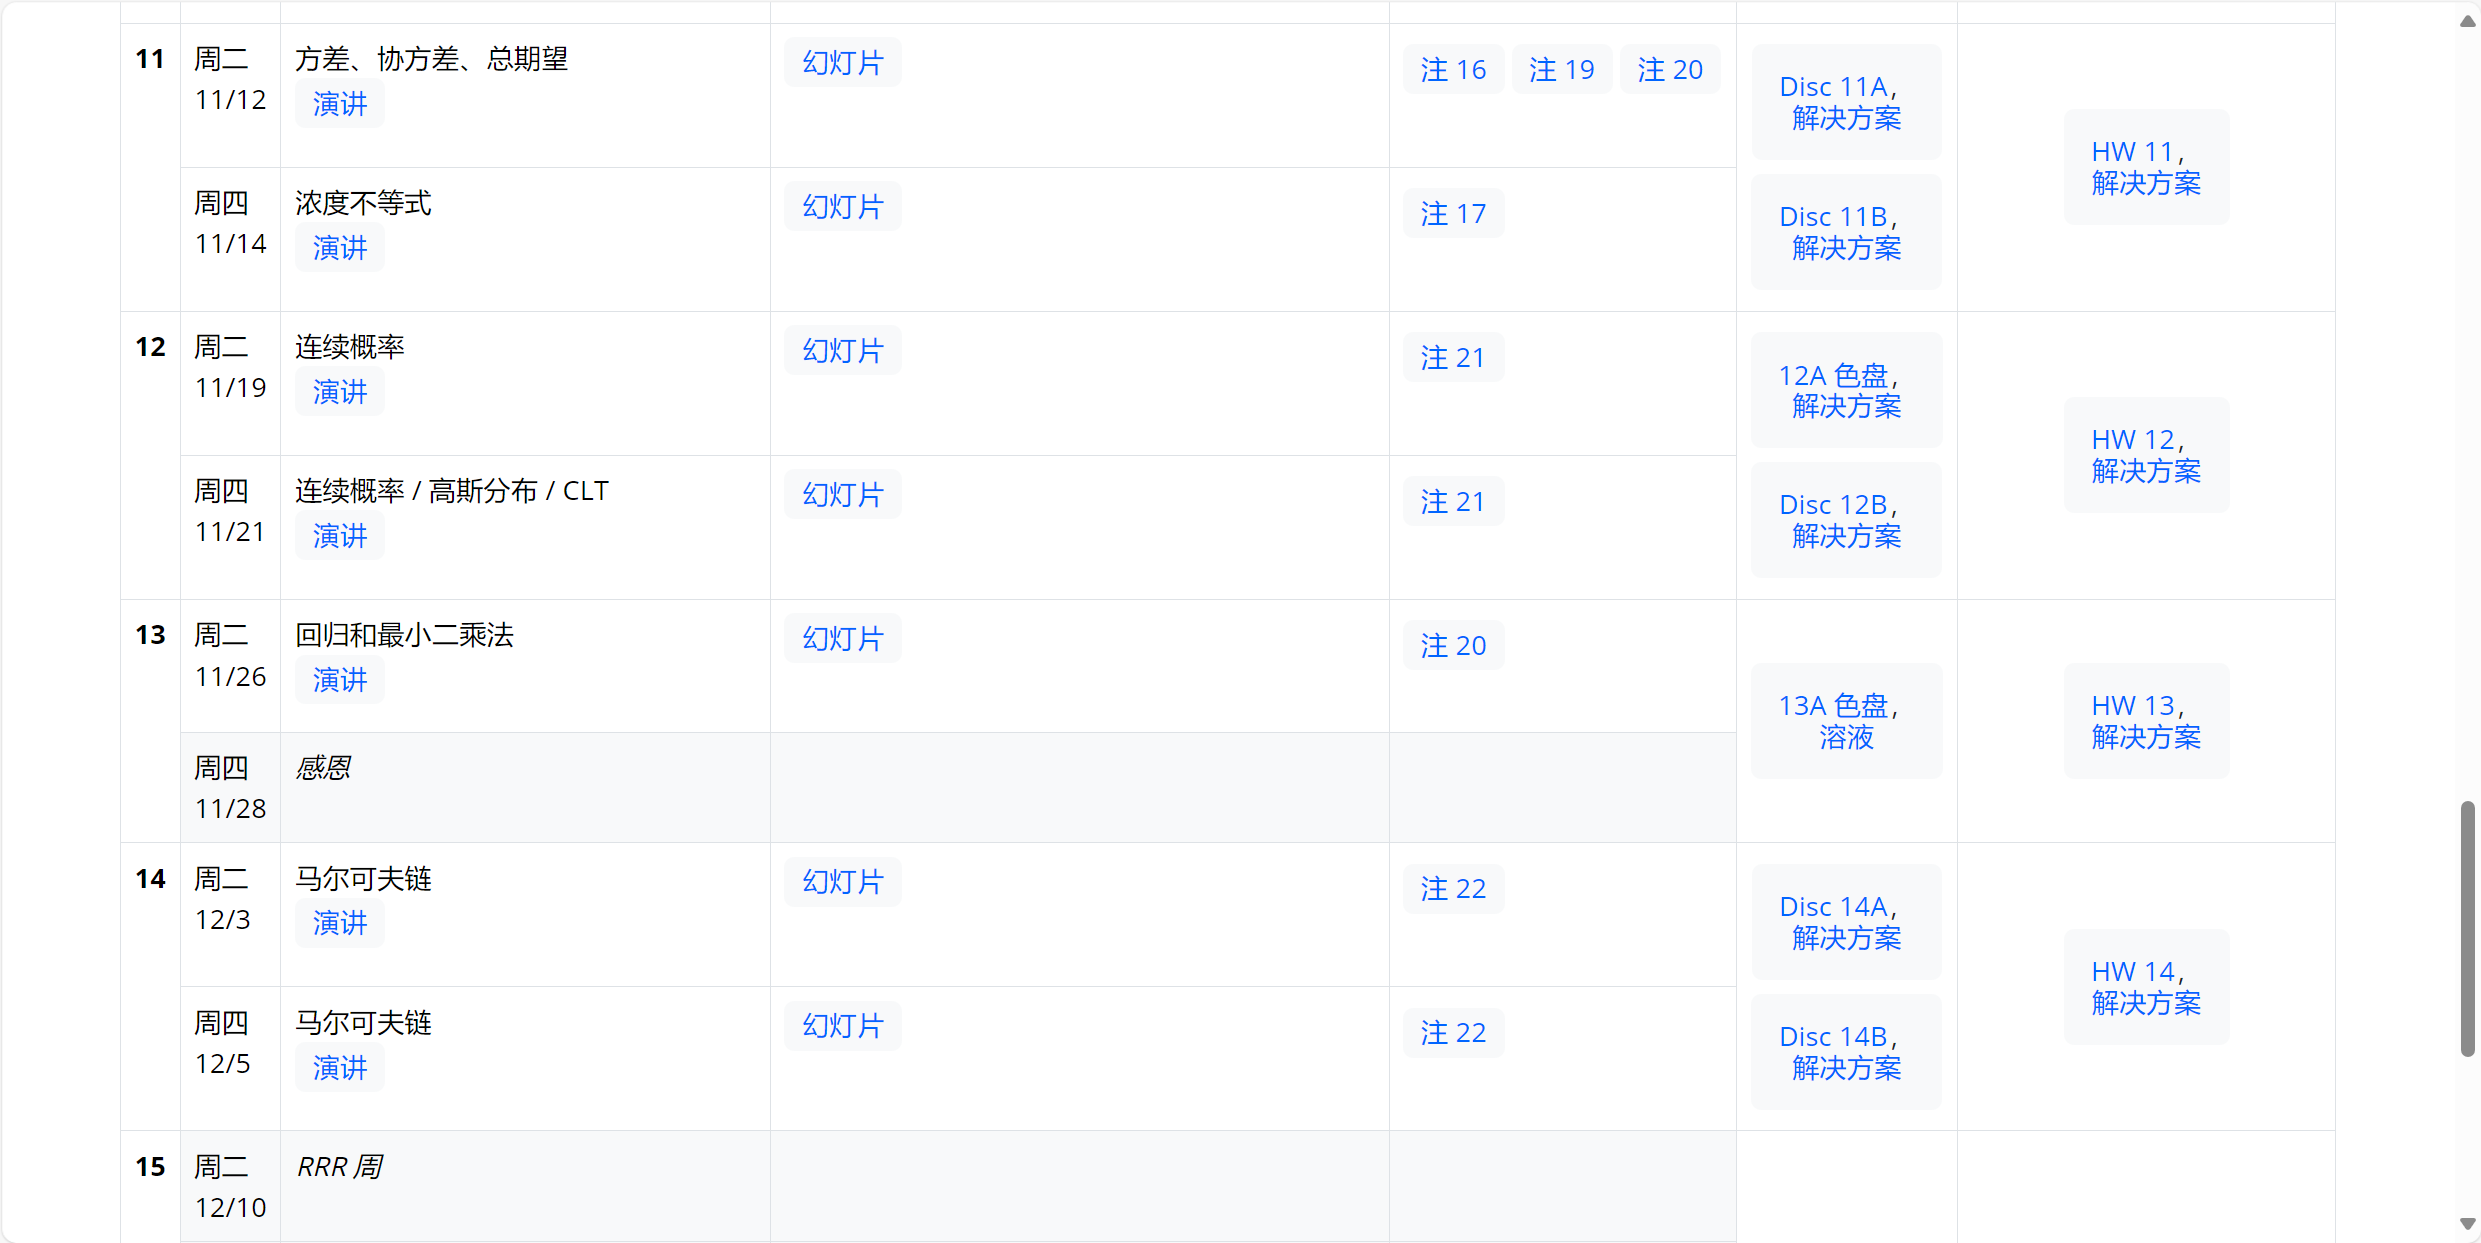 11
周二
11/12
方差、协方差、总期望
演讲
幻灯片
注 16 注 19 注 20
Disc 11A,
解决方案
HW 11,
解决方案
周四
11/14
浓度不等式
演讲
幻灯片
注 17
Disc 11B,
解决方案
12
周二
11/19
连续概率
演讲
幻灯片
注 21
12A 色盘,
解决方案
HW 12,
解决方案
周四
11/21
连续概率 / 高斯分布 / CLT
演讲
幻灯片
注 21
Disc 12B,
解决方案
13
周二
11/26
回归和最小二乘法
演讲
幻灯片
注 20
13A 色盘,
溶液
HW 13,
解决方案
周四
11/28
感恩
14
周二
12/3
马尔可夫链
演讲
幻灯片
注 22
Disc 14A,
解决方案
HW 14,
解决方案
周四
12/5
马尔可夫链
演讲
幻灯片
注 22
Disc 14B,
解决方案
15
周二
12/10
RRR 周